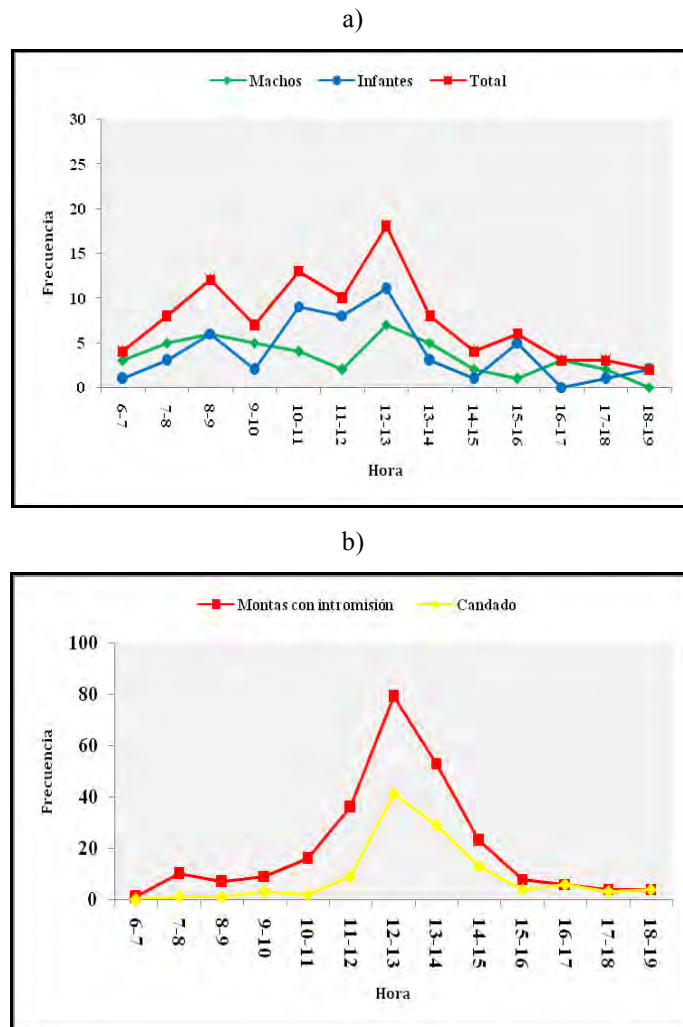 a)
Machos Infantes Total
30
25
20
15
10
5
0
Frecuencia
6-7 7-8 8-9 9-10 10-11 11-12 12-13 13-14 14-15 15-16 16-17 17-18 18-19
Hora
b)
Montas con intromisión Candado
100
80
60
40
20
0
Frecuencia
6-7 7-8 8-9 9-10 10-11 11-12 12-13 13-14 14-15 15-16 16-17 17-18 18-19
Hora